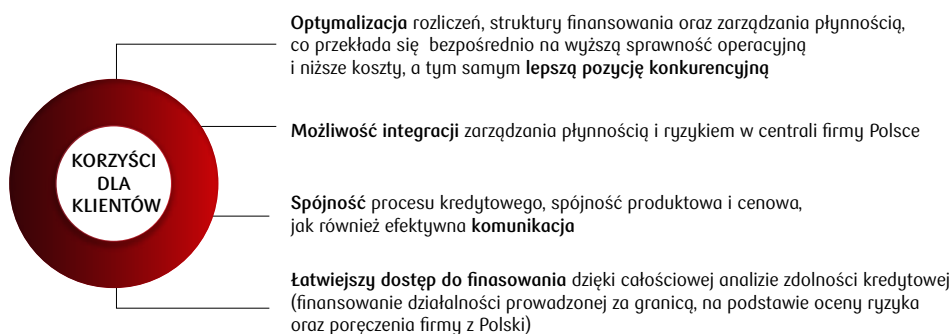 Optymalizacja rozliczeń, struktury finansowania oraz zarządzania płynnością,
co przekłada się bezpośrednio na wyższą sprawność operacyjną
i niższe koszty, a tym samym lepszą pozycję konkurencyjną
Możliwość integracji zarządzania płynnością i ryzykiem w centrali firmy Polsce
KORZYŚCI
DLA
KLIENTÓW
Spójność procesu kredytowego, spójność produktowa i cenowa,
jak również efektywna komunikacja
Łatwiejszy dostęp do finasowania dzięki całościowej analizie zdolności kredytowej
(finansowanie działalności prowadzonej za granicą, na podstawie oceny ryzyka
oraz poręczenia firmy z Polski)